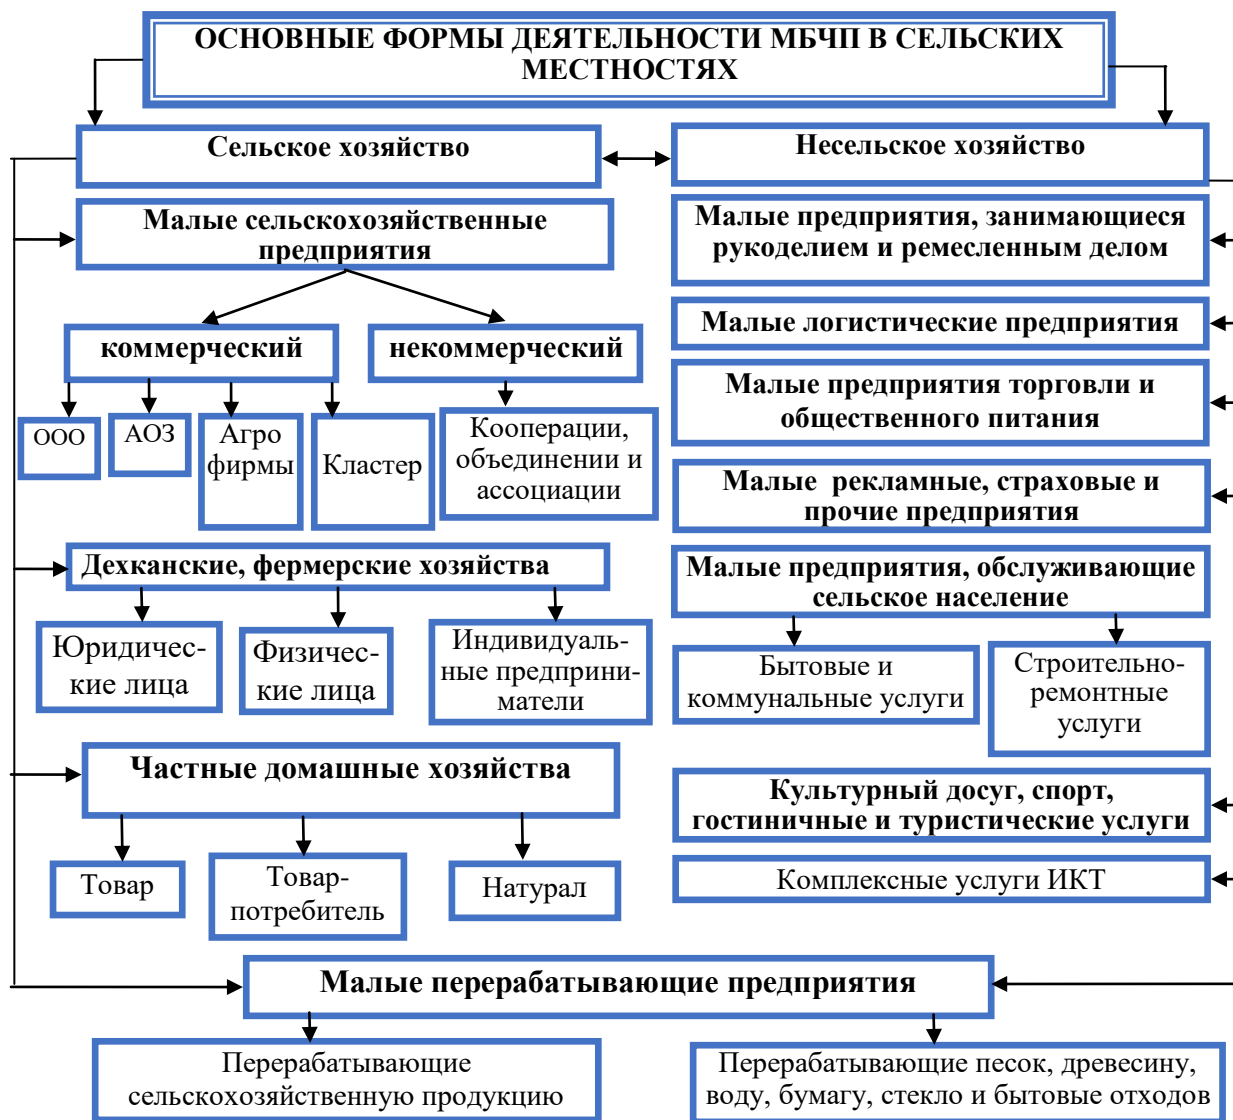 ОСНОВНЫЕ ФОРМЫ ДЕЯТЕЛЬНОСТИ МБЧП В СЕЛЬСКИХ
МЕСТНОСТЯХ
Сельское хозяйство
Несельское хозяйство
Малые сельскохозяйственные
предприятия
коммерческий
некоммерческий
ООО
АОЗ
Агро
фирмы
Кластер
Кооперации,
объединении и
ассоциации
Дехканские, фермерские хозяйства
Юридичес-
кие лица
Физичес-
кие лица
Индивидуаль-
ные предприни-
матели
Частные домашные хозяйства
Товар
Товар-
потребитель
Натурал
Малые предприятия, занимающиеся
рукоделием и ремесленным делом
Малые логистические предприятия
Малые предприятия торговли и
общественного питания
Малые рекламные, страховые и
прочие предприятия
Малые предприятия, обслуживающие
сельское население
Бытовые и
коммунальные услуги
Строительно-
ремонтные
услуги
Культурный досуг, спорт,
гостиничные и туристические услуги
Комплексные услуги ИКТ
Малые перерабатывающие предприятия
Перерабатывающие
сельскохозяйственную продукцию
Перерабатывающие песок, древесину,
воду, бумагу, стекло и бытовые отходов